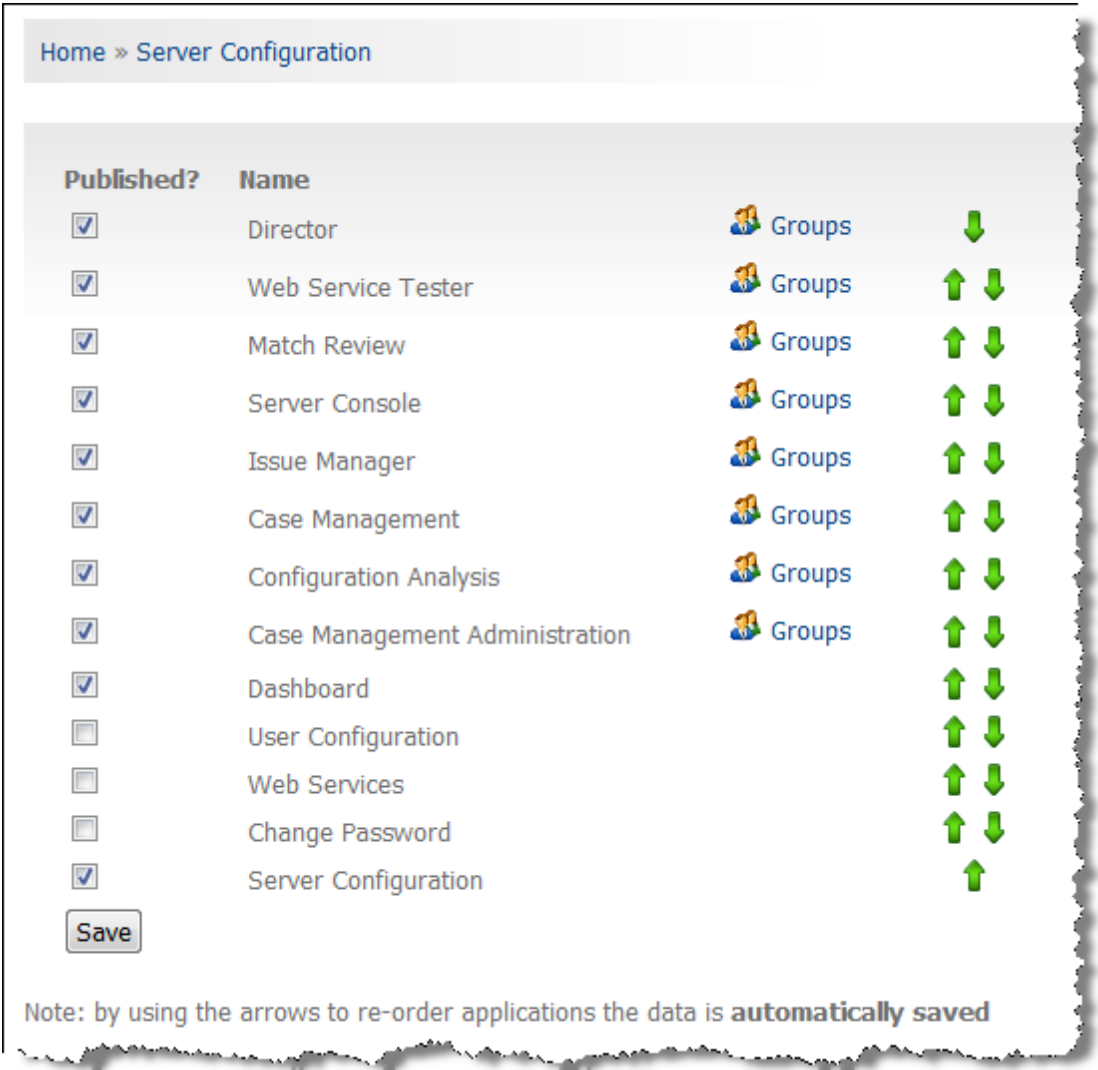 Home » Server Configuration
Published? Name
Director Groups
Web Service Tester Groups
Match Review Groups
Server Console Groups
Issue Manager Groups
Case Management Groups
Configuration Analysis Groups
Case Management Administration Groups
Dashboard
User Configuration
Web Services
Change Password
Server Configuration
Save
Note: by using the arrows to re-order applications the data is automatically saved